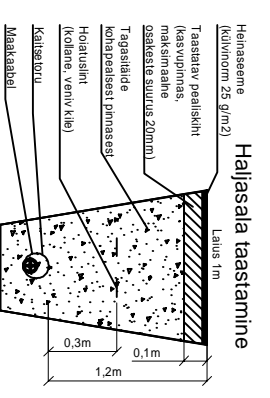 Haljasala taastamine
Laius 1m
Heinaseeme
(külvinorm 25 g/m2)
Taastatav pealiskiht
(kasvupinnas,
maksimaalne
osakeste suurus 20mm)
Tagasitäide
kohapealsest pinnasest
Hoiatuslint
(kollane, veniv kile)
Kaitsetoru
Maakaabel
0,1m
0,3m
1,2m